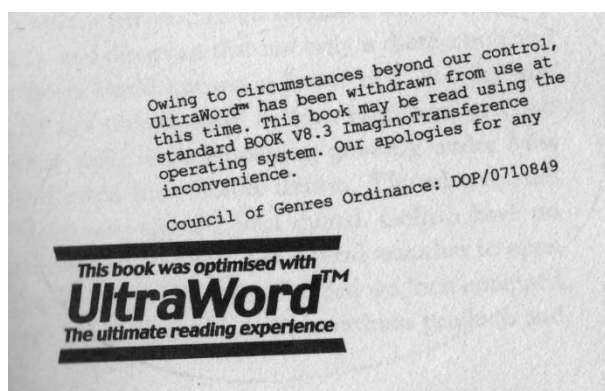 Owing to circumstances beyond our control,
UltraWord™ has been withdrawn from use at
this time. This book may be read using the
standard BOOK V8.3 ImaginoTransference
operating system. Our apologies for any
inconvenience.
Council of Genres Ordinance: DOP/0710849
This book was optimised with
UltraWord™
The ultimate reading experience